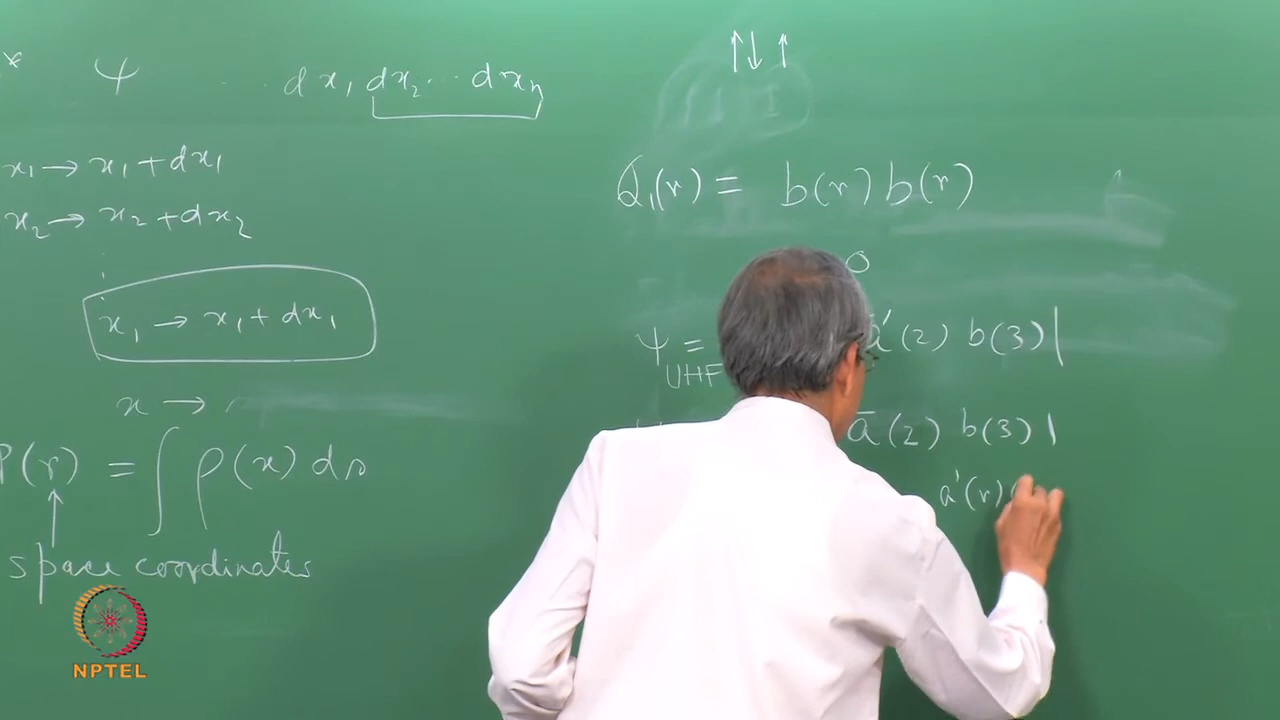 * ψ dx₁ dx₂ ‥ dxₙ
x₁ → x₁ + dx₁
x₂ → x₂ + dx₂
x₁ → x₁ + dx₁
x →
P(r) = ∫ ρ(x) ds
space coordinates
↑↓ ↑
Q₁(r) = b(r) b(r)
0
ψ = a′(2) b(3)|
UHF
ā(2) b(3)|
a′(r)
NPTEL